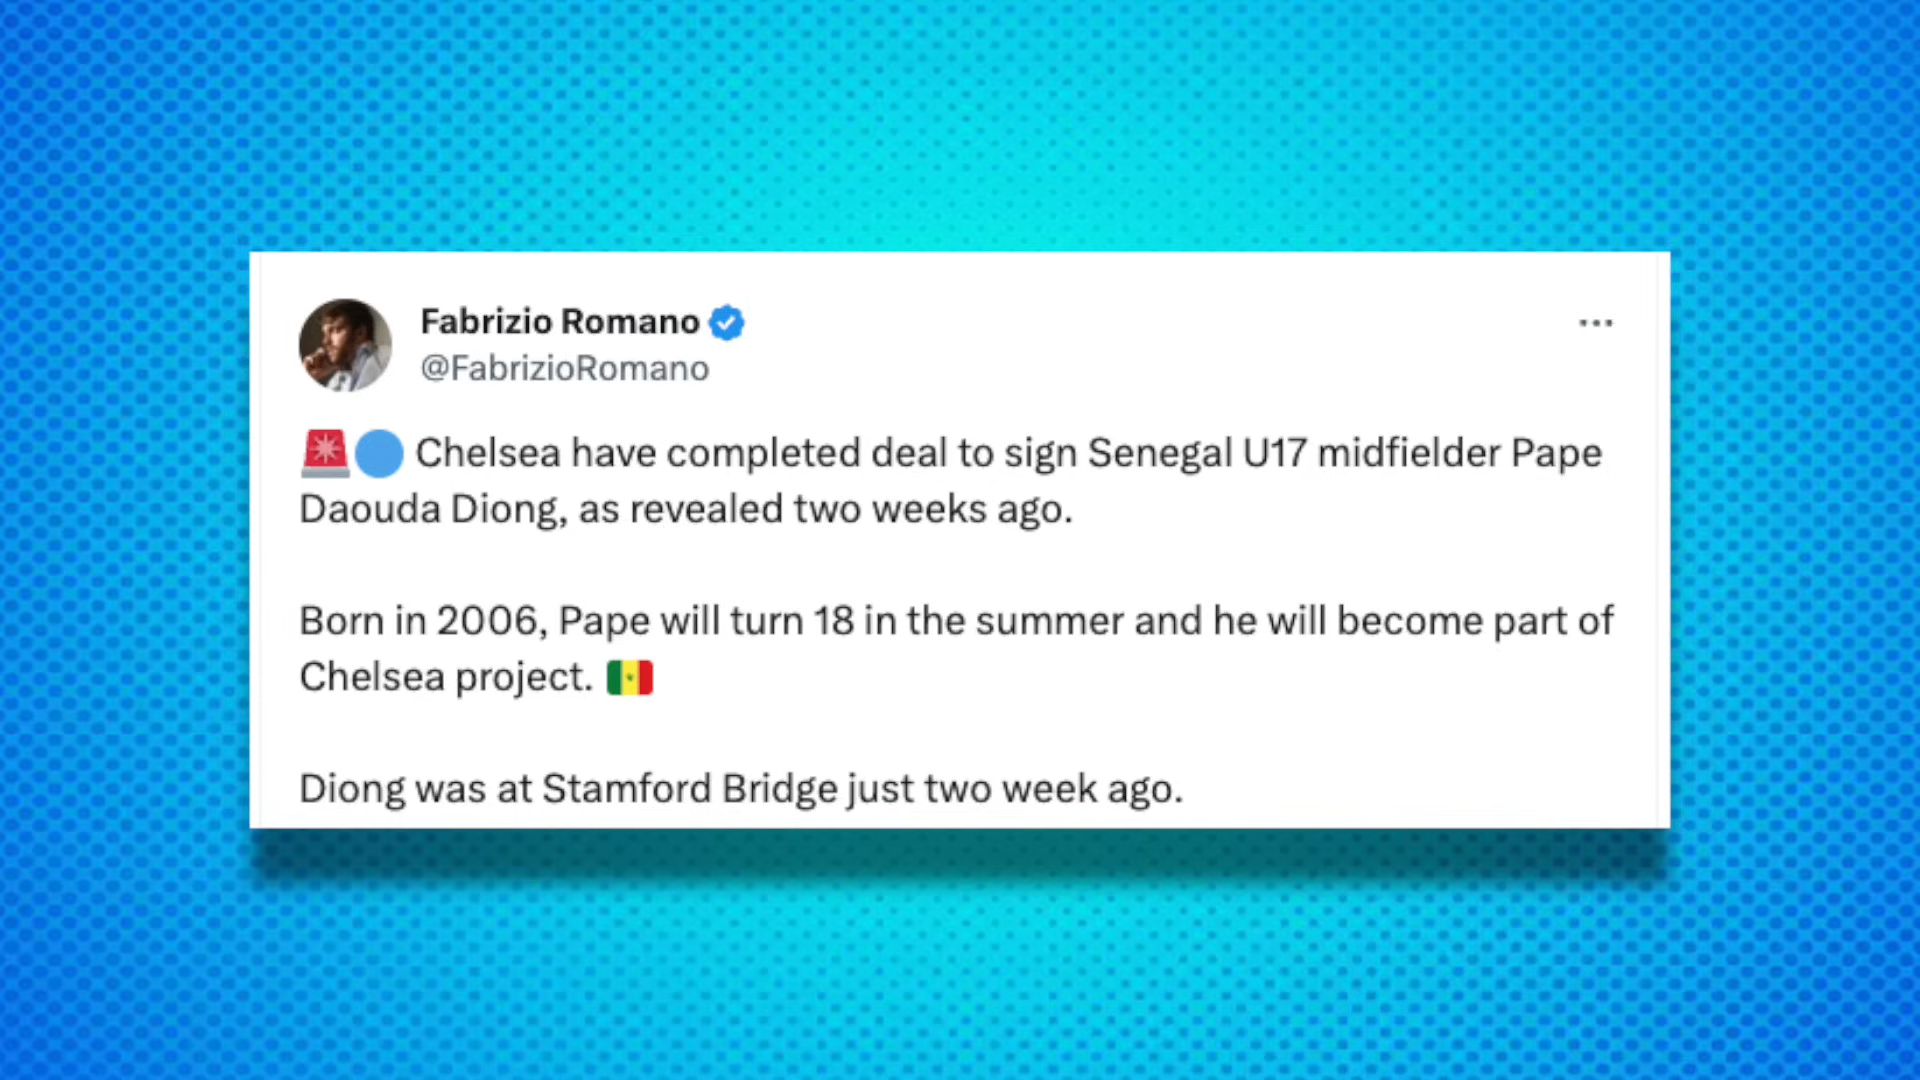 Fabrizio Romano
@FabrizioRomano
Chelsea have completed deal to sign Senegal U17 midfielder Pape
Daouda Diong, as revealed two weeks ago.
Born in 2006, Pape will turn 18 in the summer and he will become part of
Chelsea project.
Diong was at Stamford Bridge just two week ago.